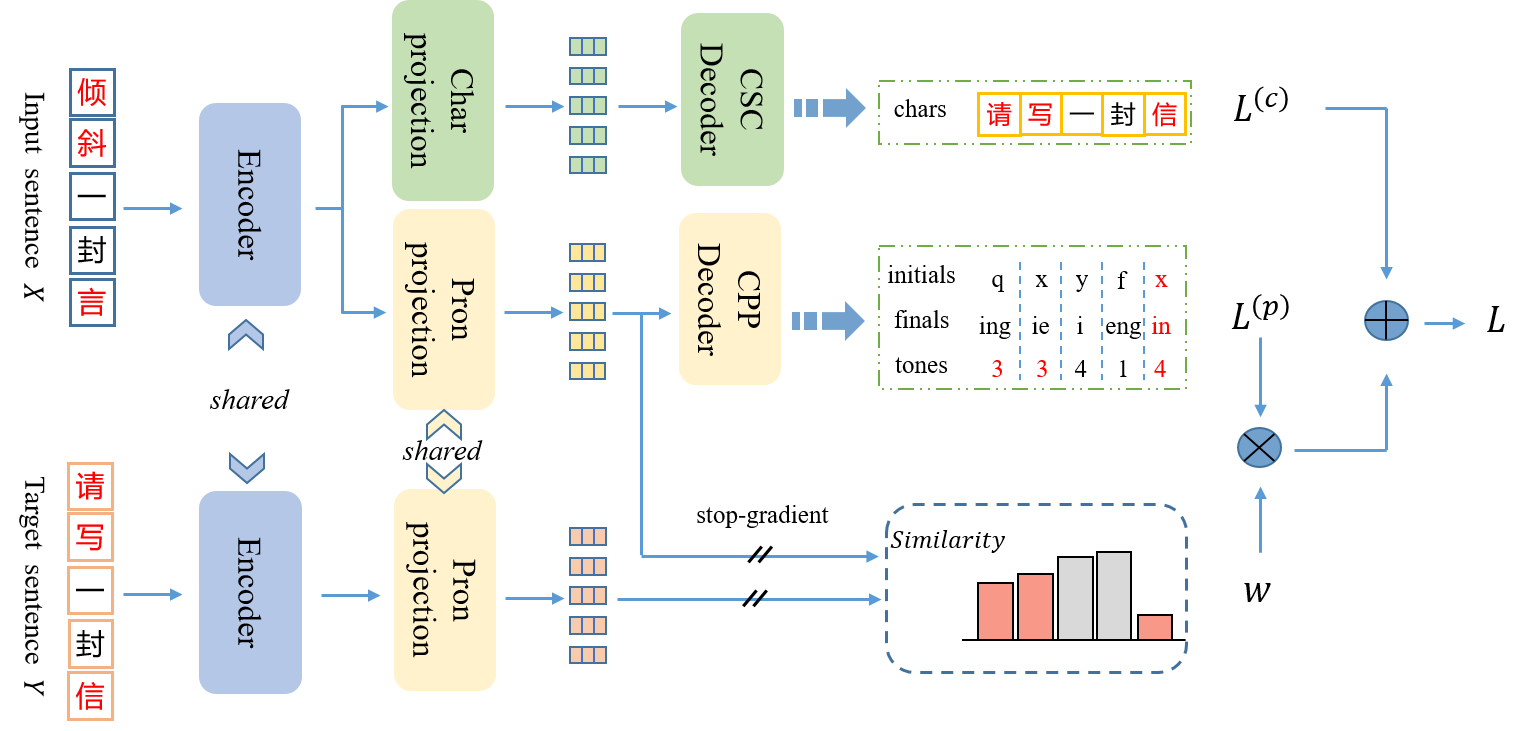 Input sentence X
倾
斜
一
封
言
Encoder
Char projection
CSC Decoder
chars 请 写 一 封 信
L(c)
Pron projection
CPP Decoder
initials q x y f x
finals ing ie i eng in
tones 3 3 4 1 4
L(p)
L
shared
shared
Target sentence Y
请
写
一
封
信
Encoder
Pron projection
stop-gradient
Similarity
w